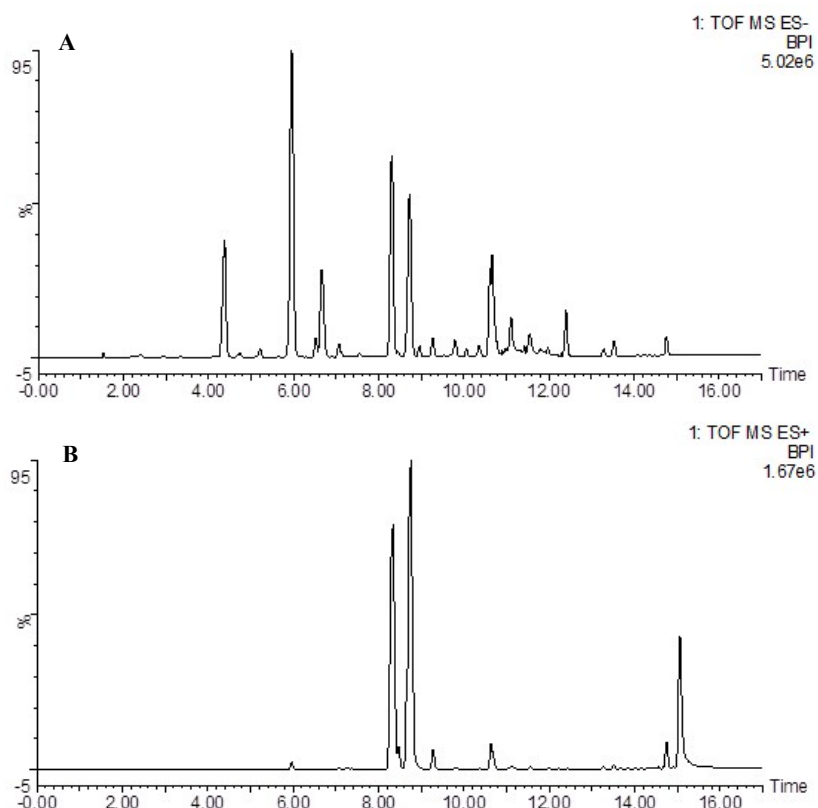 A
1: TOF MS ES-
BPI
5.02e6
95
%
-5
-0.00 2.00 4.00 6.00 8.00 10.00 12.00 14.00 16.00 Time
B
1: TOF MS ES+
BPI
1.67e6
95
%
-5
-0.00 2.00 4.00 6.00 8.00 10.00 12.00 14.00 16.00 Time